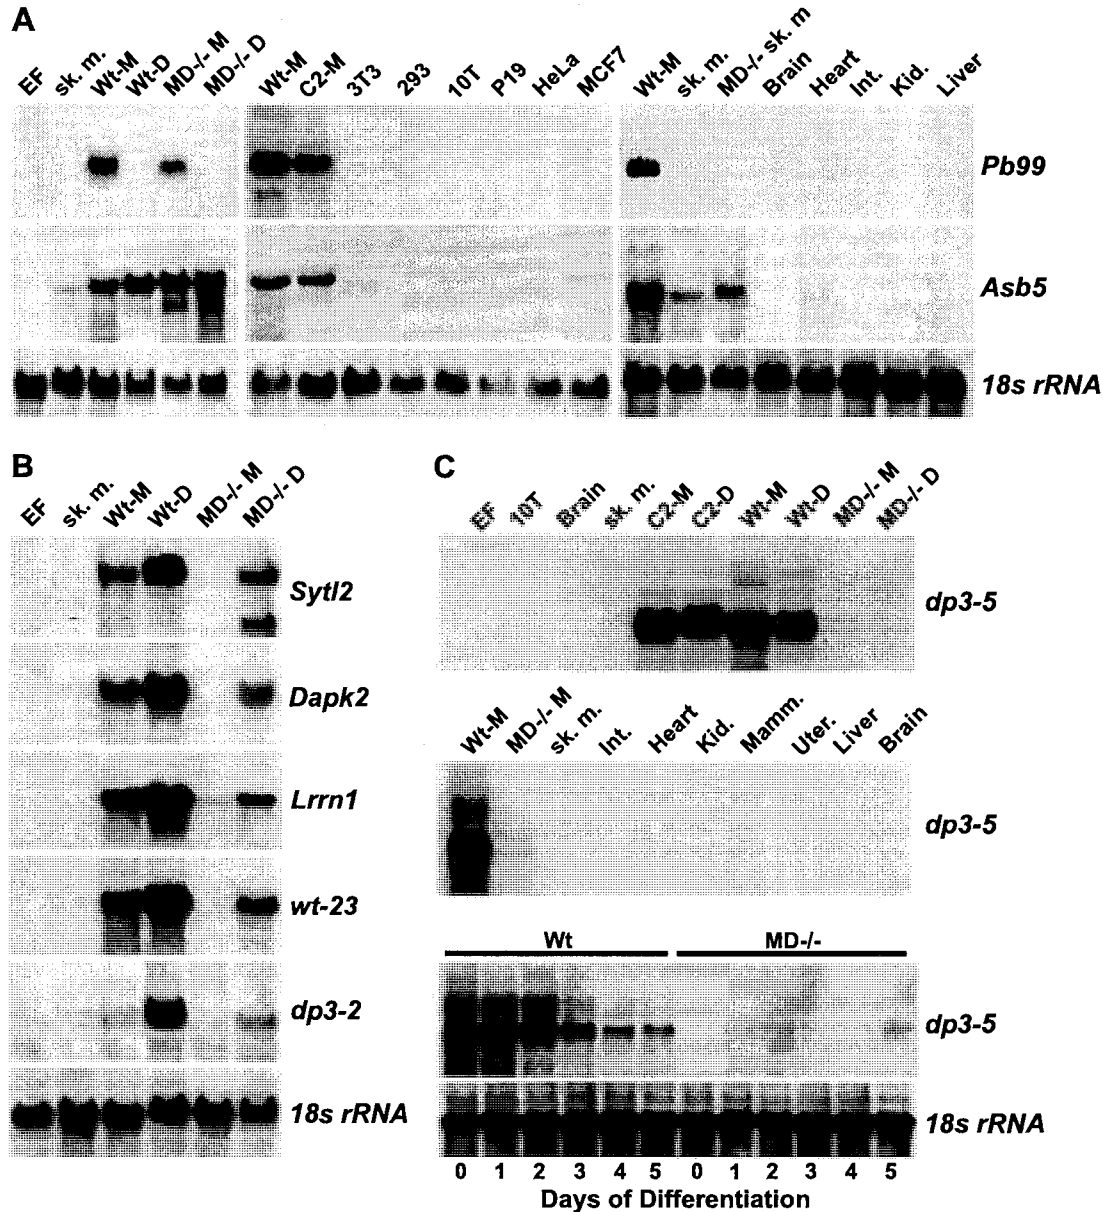 A
EF sk. m. Wt-M Wt-D MD-/- M MD-/- D Wt-M C2-M 3T3 293 10T P19 HeLa MCF7 Wt-M sk. m. MD-/- sk. m Brain Heart Int. Kid. Liver
Pb99
Asb5
18s rRNA
B
EF sk. m. Wt-M Wt-D MD-/- M MD-/- D
Sytl2
Dapk2
Lrrn1
wt-23
dp3-2
18s rRNA
C
EF 10T Brain sk. m. C2-M C2-D Wt-M Wt-D MD-/- M MD-/- D
dp3-5
Wt-M MD-/- M sk. m. Int. Heart Kid. Mamm. Uter. Liver Brain
dp3-5
Wt MD-/-
dp3-5
18s rRNA
0 1 2 3 4 5 0 1 2 3 4 5
Days of Differentiation